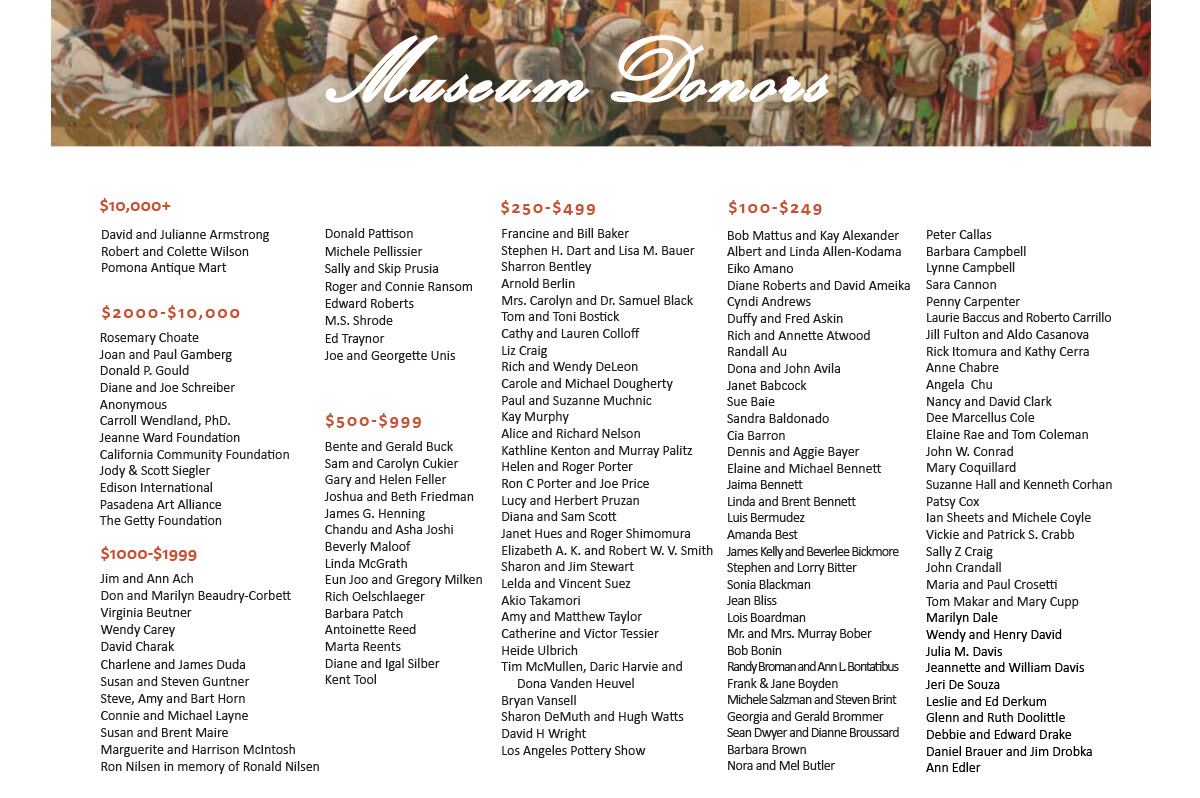 Museum Donors
$10,000+
David and Julianne Armstrong
Robert and Colette Wilson
Pomona Antique Mart
$2000-$10,000
Rosemary Choate
Joan and Paul Gamberg
Donald P. Gould
Diane and Joe Schreiber
Anonymous
Carroll Wendland, PhD.
Jeanne Ward Foundation
California Community Foundation
Jody & Scott Siegler
Edison International
Pasadena Art Alliance
The Getty Foundation
$1000-$1999
Jim and Ann Ach
Don and Marilyn Beaudry-Corbett
Virginia Beutner
Wendy Carey
David Charak
Charlene and James Duda
Susan and Steven Guntner
Steve, Amy and Bart Horn
Connie and Michael Layne
Susan and Brent Maire
Marguerite and Harrison McIntosh
Ron Nilsen in memory of Ronald Nilsen
Donald Pattison
Michele Pellissier
Sally and Skip Prusia
Roger and Connie Ransom
Edward Roberts
M.S. Shrode
Ed Traynor
Joe and Georgette Unis
$500-$999
Bente and Gerald Buck
Sam and Carolyn Cukier
Gary and Helen Feller
Joshua and Beth Friedman
James G. Henning
Chandu and Asha Joshi
Beverly Maloof
Linda McGrath
Eun Joo and Gregory Milken
Rich Oelschlaeger
Barbara Patch
Antoinette Reed
Marta Reents
Diane and Igal Silber
Kent Tool
$250-$499
Francine and Bill Baker
Stephen H. Dart and Lisa M. Bauer
Sharron Bentley
Arnold Berlin
Mrs. Carolyn and Dr. Samuel Black
Tom and Toni Bostick
Cathy and Lauren Colloff
Liz Craig
Rich and Wendy DeLeon
Carole and Michael Dougherty
Paul and Suzanne Muchnic
Kay Murphy
Alice and Richard Nelson
Kathline Kenton and Murray Palitz
Helen and Roger Porter
Ron C Porter and Joe Price
Lucy and Herbert Pruzan
Diana and Sam Scott
Janet Hues and Roger Shimomura
Elizabeth A. K. and Robert W. V. Smith
Sharon and Jim Stewart
Lelda and Vincent Suez
Akio Takamori
Amy and Matthew Taylor
Catherine and Victor Tessier
Heide Ulbrich
Tim McMullen, Daric Harvie and
Dona Vanden Heuvel
Bryan Vansell
Sharon DeMuth and Hugh Watts
David H Wright
Los Angeles Pottery Show
$100-$249
Bob Mattus and Kay Alexander
Albert and Linda Allen-Kodama
Eiko Amano
Diane Roberts and David Ameika
Cyndi Andrews
Duffy and Fred Askin
Rich and Annette Atwood
Randall Au
Dona and John Avila
Janet Babcock
Sue Baie
Sandra Baldonado
Cia Barron
Dennis and Aggie Bayer
Elaine and Michael Bennett
Jaima Bennett
Linda and Brent Bennett
Luis Bermudez
Amanda Best
James Kelly and Beverlee Bickmore
Stephen and Lorry Bitter
Sonia Blackman
Jean Bliss
Lois Boardman
Mr. and Mrs. Murray Bober
Bob Bonin
Randy Broman and Ann L. Bontatibus
Frank & Jane Boyden
Michele Salzman and Steven Brint
Georgia and Gerald Brommer
Sean Dwyer and Dianne Broussard
Barbara Brown
Nora and Mel Butler
Peter Callas
Barbara Campbell
Lynne Campbell
Sara Cannon
Penny Carpenter
Laurie Baccus and Roberto Carrillo
Jill Fulton and Aldo Casanova
Rick Itomura and Kathy Cerra
Anne Chabre
Angela  Chu
Nancy and David Clark
Dee Marcellus Cole
Elaine Rae and Tom Coleman
John W. Conrad
Mary Coquillard
Suzanne Hall and Kenneth Corhan
Patsy Cox
Ian Sheets and Michele Coyle
Vickie and Patrick S. Crabb
Sally Z Craig
John Crandall
Maria and Paul Crosetti
Tom Makar and Mary Cupp
Marilyn Dale
Wendy and Henry David
Julia M. Davis
Jeannette and William Davis
Jeri De Souza
Leslie and Ed Derkum
Glenn and Ruth Doolittle
Debbie and Edward Drake
Daniel Brauer and Jim Drobka
Ann Edler